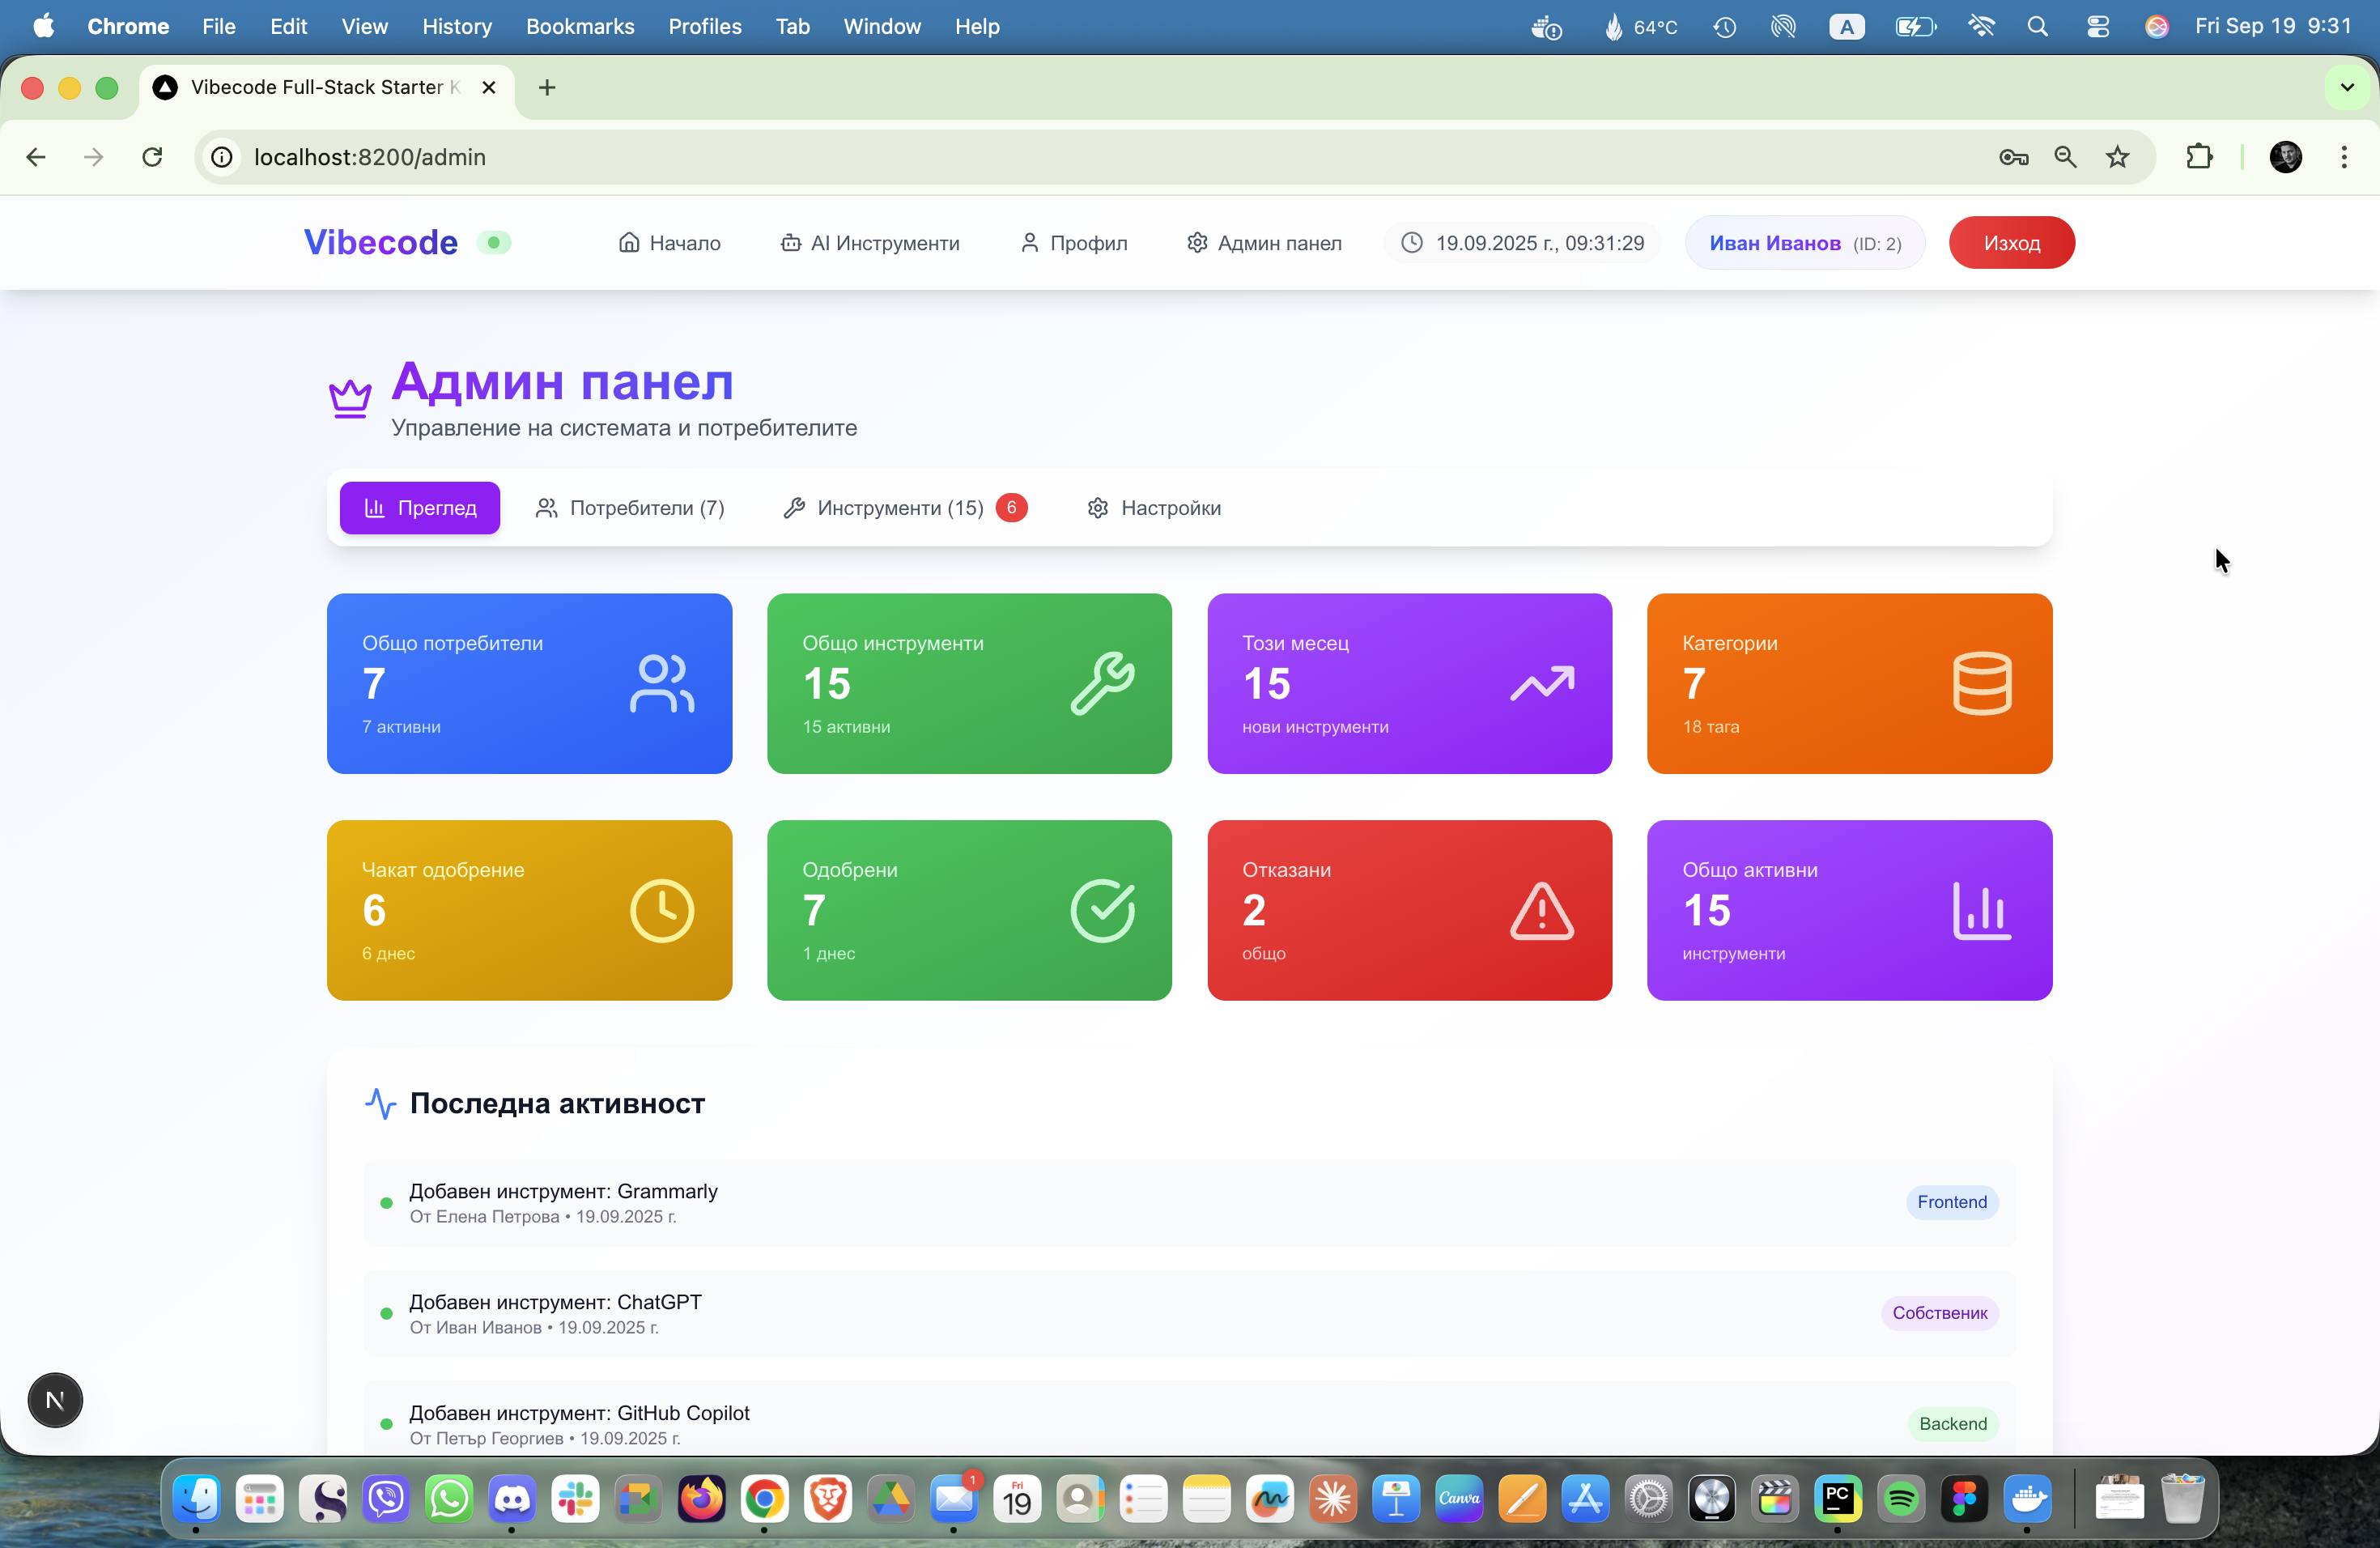 Chrome File Edit View History Bookmarks Profiles Tab Window Help 64°C A Fri Sep 19 9:31
Vibecode Full-Stack Starter K
localhost:8200/admin
Vibecode Начало AI Инструменти Профил Админ панел 19.09.2025 г., 09:31:29 Иван Иванов (ID: 2) Изход
Админ панел
Управление на системата и потребителите
Преглед Потребители (7) Инструменти (15) 6 Настройки
Общо потребители
7
7 активни
Общо инструменти
15
15 активни
Този месец
15
нови инструменти
Категории
7
18 тага
Чакат одобрение
6
6 днес
Одобрени
7
1 днес
Отказани
2
общо
Общо активни
15
инструменти
Последна активност
Добавен инструмент: Grammarly
От Елена Петрова • 19.09.2025 г.
Frontend
Добавен инструмент: ChatGPT
От Иван Иванов • 19.09.2025 г.
Собственик
Добавен инструмент: GitHub Copilot
От Петър Георгиев • 19.09.2025 г.
Backend
N
1
Fri
19
Canva
PC